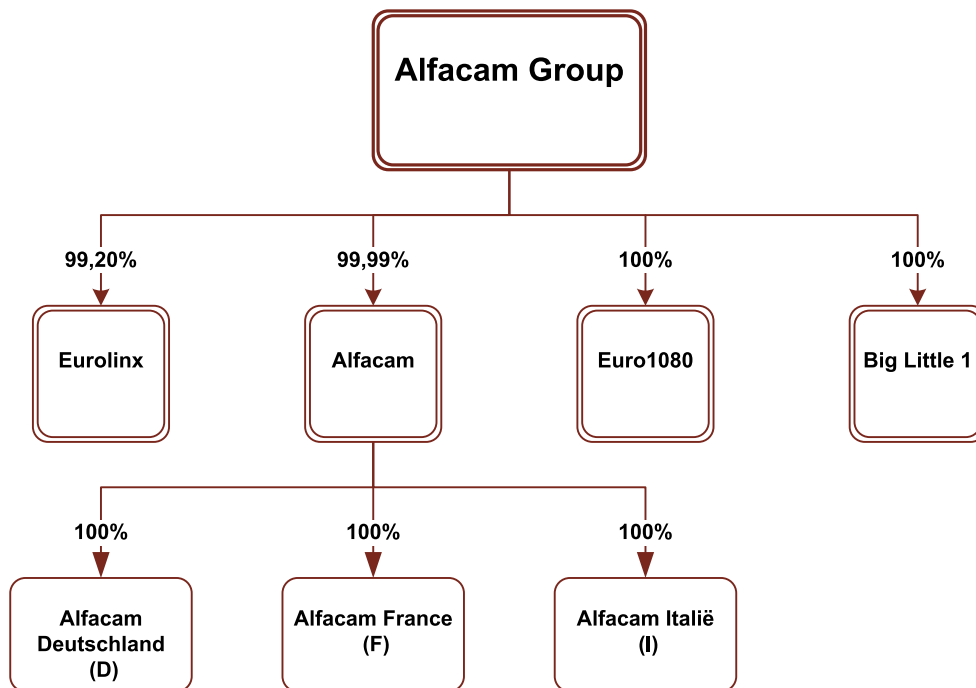 Alfacam Group
99,20%
99,99%
100%
100%
Eurolinx
Alfacam
Euro1080
Big Little 1
100%
100%
100%
Alfacam
Deutschland
(D)
Alfacam France
(F)
Alfacam Italië
(I)